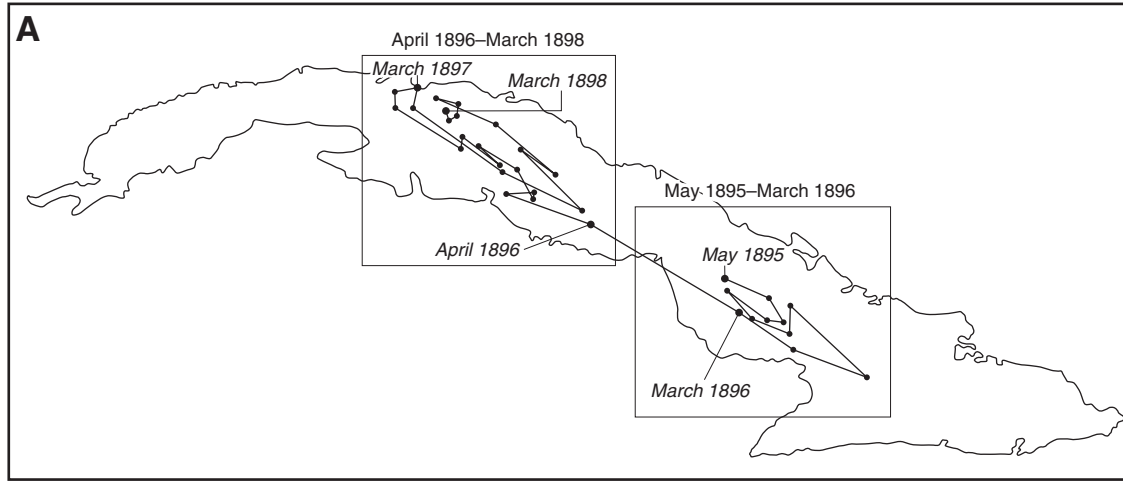 A
April 1896–March 1898
March 1897
March 1898
May 1895–March 1896
April 1896
May 1895
March 1896